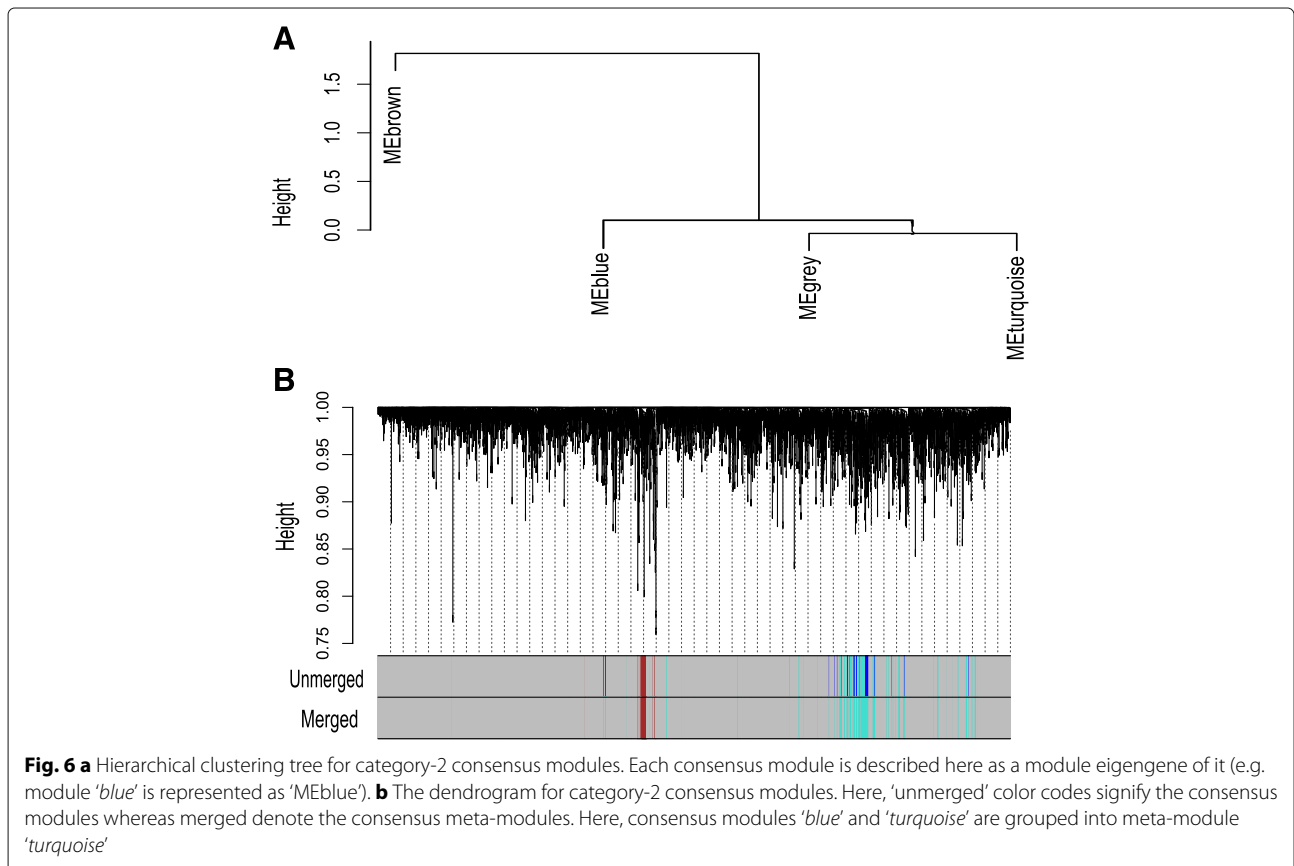 A
Height
0.0 0.5 1.0 1.5
MEbrown
MEblue
MEgrey
MEturquoise
B
Height
0.75 0.80 0.85 0.90 0.95 1.00
Unmerged
Merged
Fig. 6 a Hierarchical clustering tree for category-2 consensus modules. Each consensus module is described here as a module eigengene of it (e.g.
module ‘blue’ is represented as ‘MEblue’). b The dendrogram for category-2 consensus modules. Here, ‘unmerged’ color codes signify the consensus
modules whereas merged denote the consensus meta-modules. Here, consensus modules ‘blue’ and ‘turquoise’ are grouped into meta-module
‘turquoise’